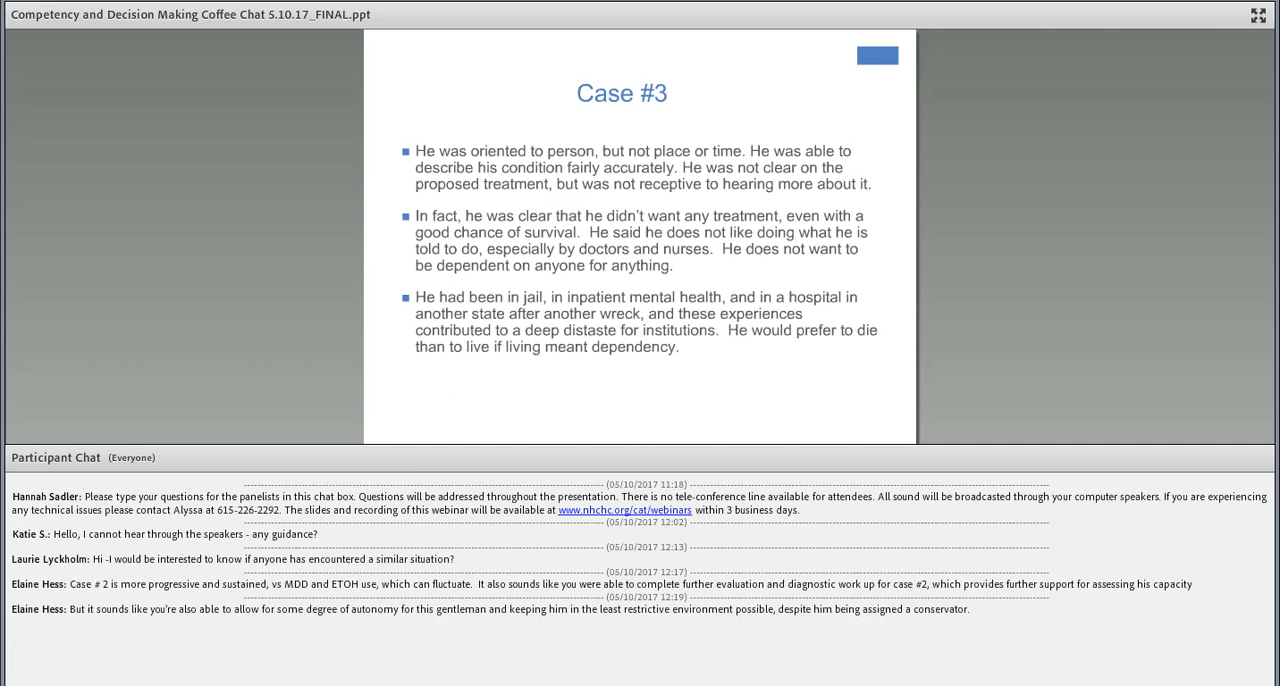 Competency and Decision Making Coffee Chat 5.10.17_FINAL.ppt
Case #3
He was oriented to person, but not place or time. He was able to
describe his condition fairly accurately. He was not clear on the
proposed treatment, but was not receptive to hearing more about it.
In fact, he was clear that he didn't want any treatment, even with a
good chance of survival. He said he does not like doing what he is
told to do, especially by doctors and nurses. He does not want to
be dependent on anyone for anything.
He had been in jail, in inpatient mental health, and in a hospital in
another state after another wreck, and these experiences
contributed to a deep distaste for institutions. He would prefer to die
than to live if living meant dependency.
Participant Chat (Everyone)
(05/10/2017 11:18)
Hannah Sadler: Please type your questions for the panelists in this chat box. Questions will be addressed throughout the presentation. There is no tele-conference line available for attendees. All sound will be broadcasted through your computer speakers. If you are experiencing
any technical issues please contact Alyssa at 615-226-2292. The slides and recording of this webinar will be available at www.nhchc.org/cat/webinars within 3 business days.
(05/10/2017 12:02)
Katie S.: Hello, I cannot hear through the speakers - any guidance?
(05/10/2017 12:13)
Laurie Lyckholm: Hi -I would be interested to know if anyone has encountered a similar situation?
(05/10/2017 12:17)
Elaine Hess: Case # 2 is more progressive and sustained, vs MDD and ETOH use, which can fluctuate. It also sounds like you were able to complete further evaluation and diagnostic work up for case #2, which provides further support for assessing his capacity
(05/10/2017 12:19)
Elaine Hess: But it sounds like you're also able to allow for some degree of autonomy for this gentleman and keeping him in the least restrictive environment possible, despite him being assigned a conservator.